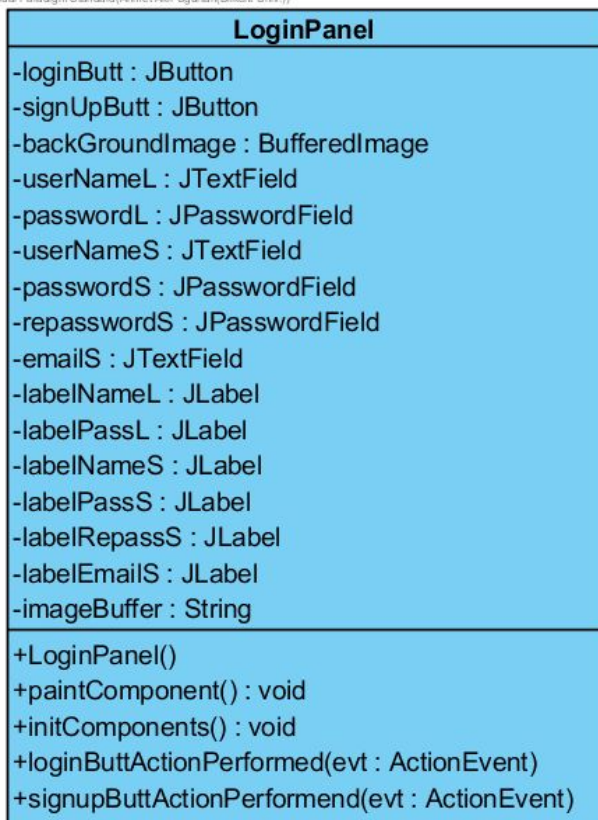 LoginPanel
-loginButt : JButton
-signUpButt : JButton
-backGroundImage : BufferedImage
-userNameL : JTextField
-passwordL : JPasswordField
-userNameS : JTextField
-passwordS : JPasswordField
-repasswordS : JPasswordField
-emailS : JTextField
-labelNameL : JLabel
-labelPassL : JLabel
-labelNameS : JLabel
-labelPassS : JLabel
-labelRepassS : JLabel
-labelEmailS : JLabel
-imageBuffer : String
+LoginPanel()
+paintComponent() : void
+initComponents() : void
+loginButtActionPerformed(evt : ActionEvent)
+signupButtActionPerformend(evt : ActionEvent)